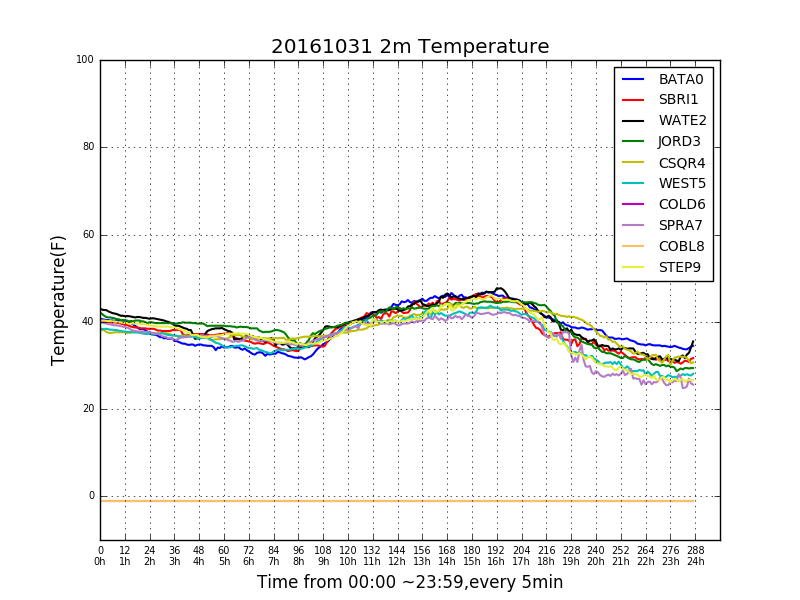 20161031 2m Temperature
100
80
60
40
20
0
Temperature(F)
BATA0
SBRI1
WATE2
JORD3
CSQR4
WEST5
COLD6
SPRA7
COBL8
STEP9
0 12 24 36 48 60 72 84 96 108 120 132 144 156 168 180 192 204 216 228 240 252 264 276 288
0h 1h 2h 3h 4h 5h 6h 7h 8h 9h 10h 11h 12h 13h 14h 15h 16h 17h 18h 19h 20h 21h 22h 23h 24h
Time from 00:00 ~23:59,every 5min